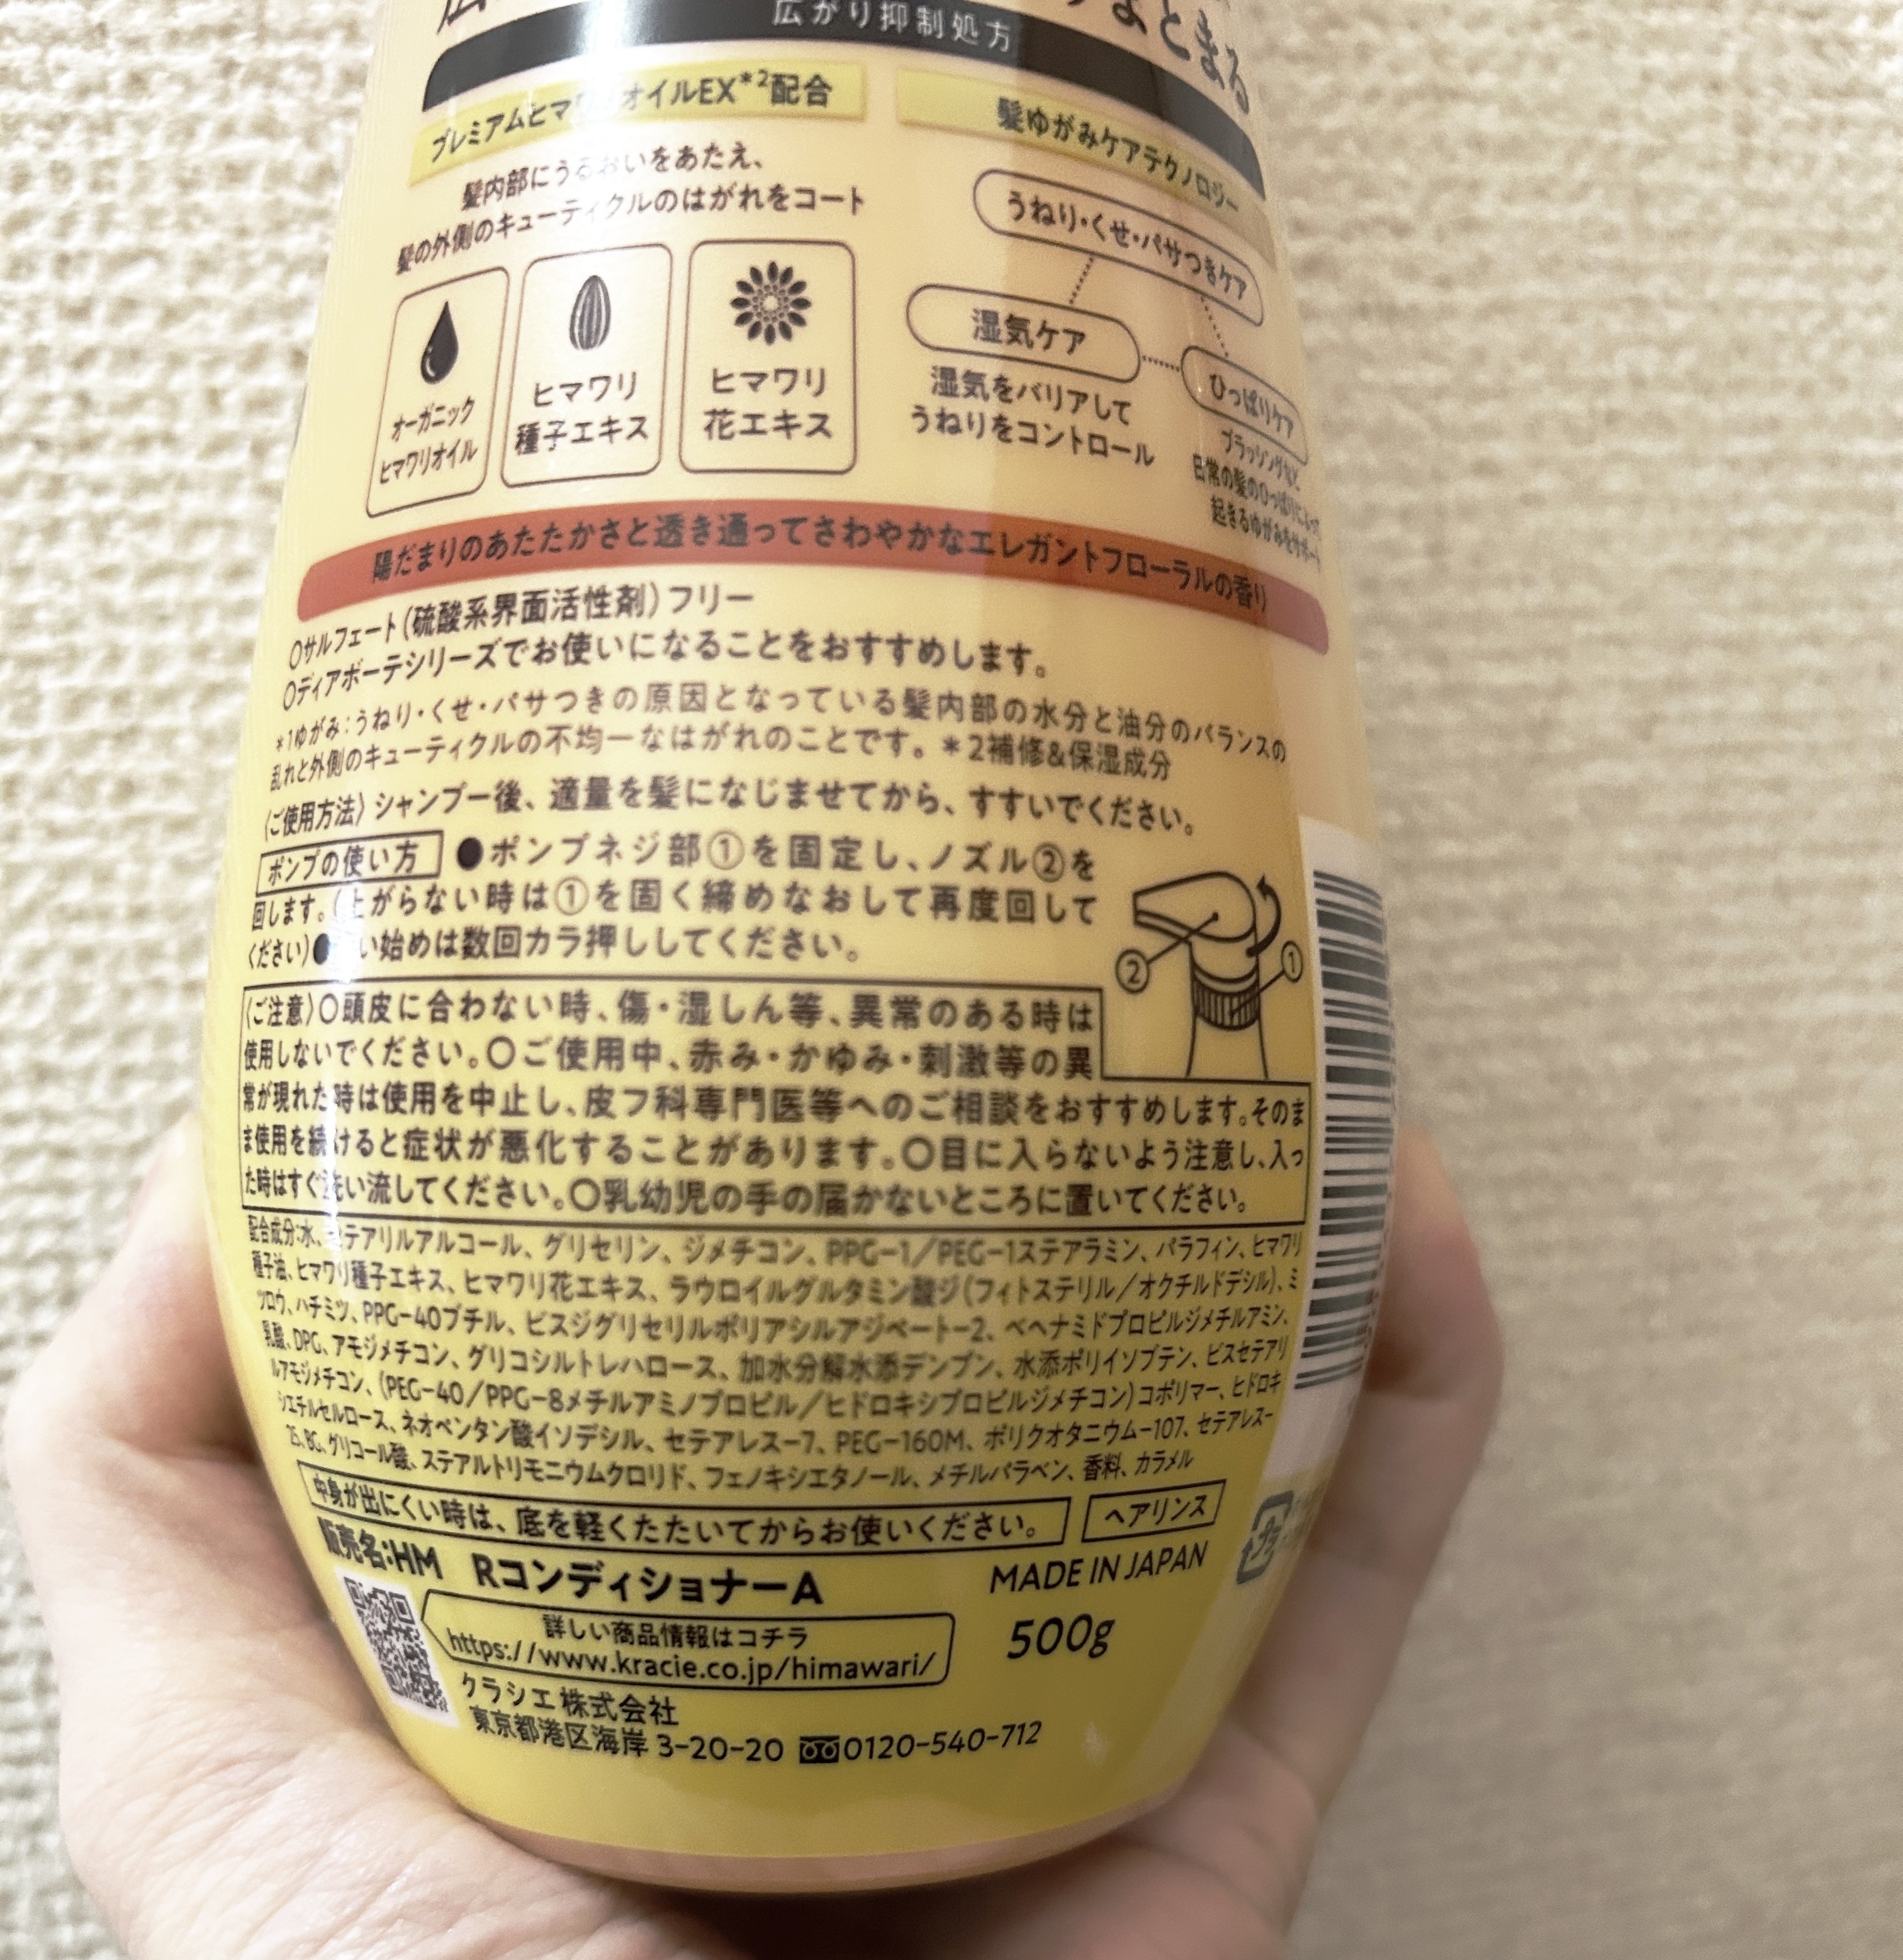 まとまる
広がり抑制処方
プレミアムヒマワリオイルEX*2配合
髪内部にうるおいをあたえ、
髪の外側のキューティクルのはがれをコート
オーガニック
ヒマワリオイル
ヒマワリ
種子エキス
ヒマワリ
花エキス
髪ゆがみケアテクノロジー
うねり・くせ・パサつきケア
湿気ケア
湿気をバリアして
うねりをコントロール
ひっぱりケア
ブラッシングなど
日常の髪のひっぱりによって
起きるゆがみをサポート
陽だまりのあたたかさと透き通ってさわやかなエレガントフローラルの香り
○サルフェート(硫酸系界面活性剤)フリー
○ディアボーテシリーズでお使いになることをおすすめします。
*1ゆがみ:うねり・くせ・パサつきの原因となっている髪内部の水分と油分のバランスの
乱れと外側のキューティクルの不均一なはがれのことです。*2補修&保湿成分
〈ご使用方法〉シャンプー後、適量を髪になじませてから、すすいでください。
ポンプの使い方 ●ポンプネジ部①を固定し、ノズル②を
回します。(上がらない時は①を固く締めなおして再度回して
ください)●使い始めは数回カラ押ししてください。
②
①
〈ご注意〉○頭皮に合わない時、傷・湿しん等、異常のある時は
使用しないでください。○ご使用中、赤み・かゆみ・刺激等の異
常が現れた時は使用を中止し、皮フ科専門医等へのご相談をおすすめします。そのま
ま使用を続けると症状が悪化することがあります。○目に入らないよう注意し、入っ
た時はすぐ洗い流してください。○乳幼児の手の届かないところに置いてください。
配合成分:水、セテアリルアルコール、グリセリン、ジメチコン、PPG-1/PEG-1ステアラミン、パラフィン、ヒマワリ
種子油、ヒマワリ種子エキス、ヒマワリ花エキス、ラウロイルグルタミン酸ジ(フィトステリル/オクチルドデシル)、ミ
ツロウ、ハチミツ、PPG-40ブチル、ビスジグリセリルポリアシルアジペート-2、ベヘナミドプロピルジメチルアミン、
乳酸、DPG、アモジメチコン、グリコシルトレハロース、加水分解水添デンプン、水添ポリイソブテン、ビスセテアリ
ルアモジメチコン、(PEG-40/PPG-8メチルアミノプロピル/ヒドロキシプロピルジメチコン)コポリマー、ヒドロキ
シエチルセルロース、ネオペンタン酸イソデシル、セテアレス-7、PEG-160M、ポリクオタニウム-107、セテアレス-
25、BG、グリコール酸、ステアルトリモニウムクロリド、フェノキシエタノール、メチルパラベン、香料、カラメル
中身が出にくい時は、底を軽くたたいてからお使いください。
ヘアリンス
販売名:HM Rコンディショナー A
MADE IN JAPAN
500g
詳しい商品情報はコチラ
https://www.kracie.co.jp/himawari/
クラシエ株式会社
東京都港区海岸 3-20-20 0120-540-712
プラ